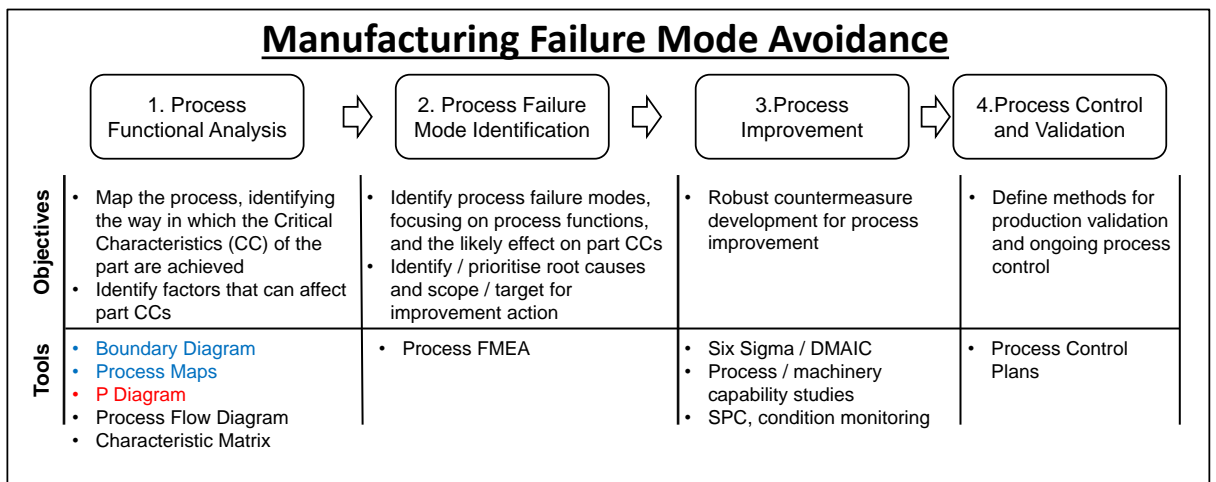 Manufacturing Failure Mode Avoidance
1. Process
Functional Analysis
2. Process Failure
Mode Identification
3.Process
Improvement
4.Process Control
and Validation
Objectives
• Map the process, identifying
the way in which the Critical
Characteristics (CC) of the
part are achieved
• Identify factors that can affect
part CCs
• Identify process failure modes,
focusing on process functions,
and the likely effect on part CCs
• Identify / prioritise root causes
and scope / target for
improvement action
• Robust countermeasure
development for process
improvement
• Define methods for
production validation
and ongoing process
control
Tools
• Boundary Diagram
• Process Maps
• P Diagram
• Process Flow Diagram
• Characteristic Matrix
• Process FMEA
• Six Sigma / DMAIC
• Process / machinery
capability studies
• SPC, condition monitoring
• Process Control
Plans